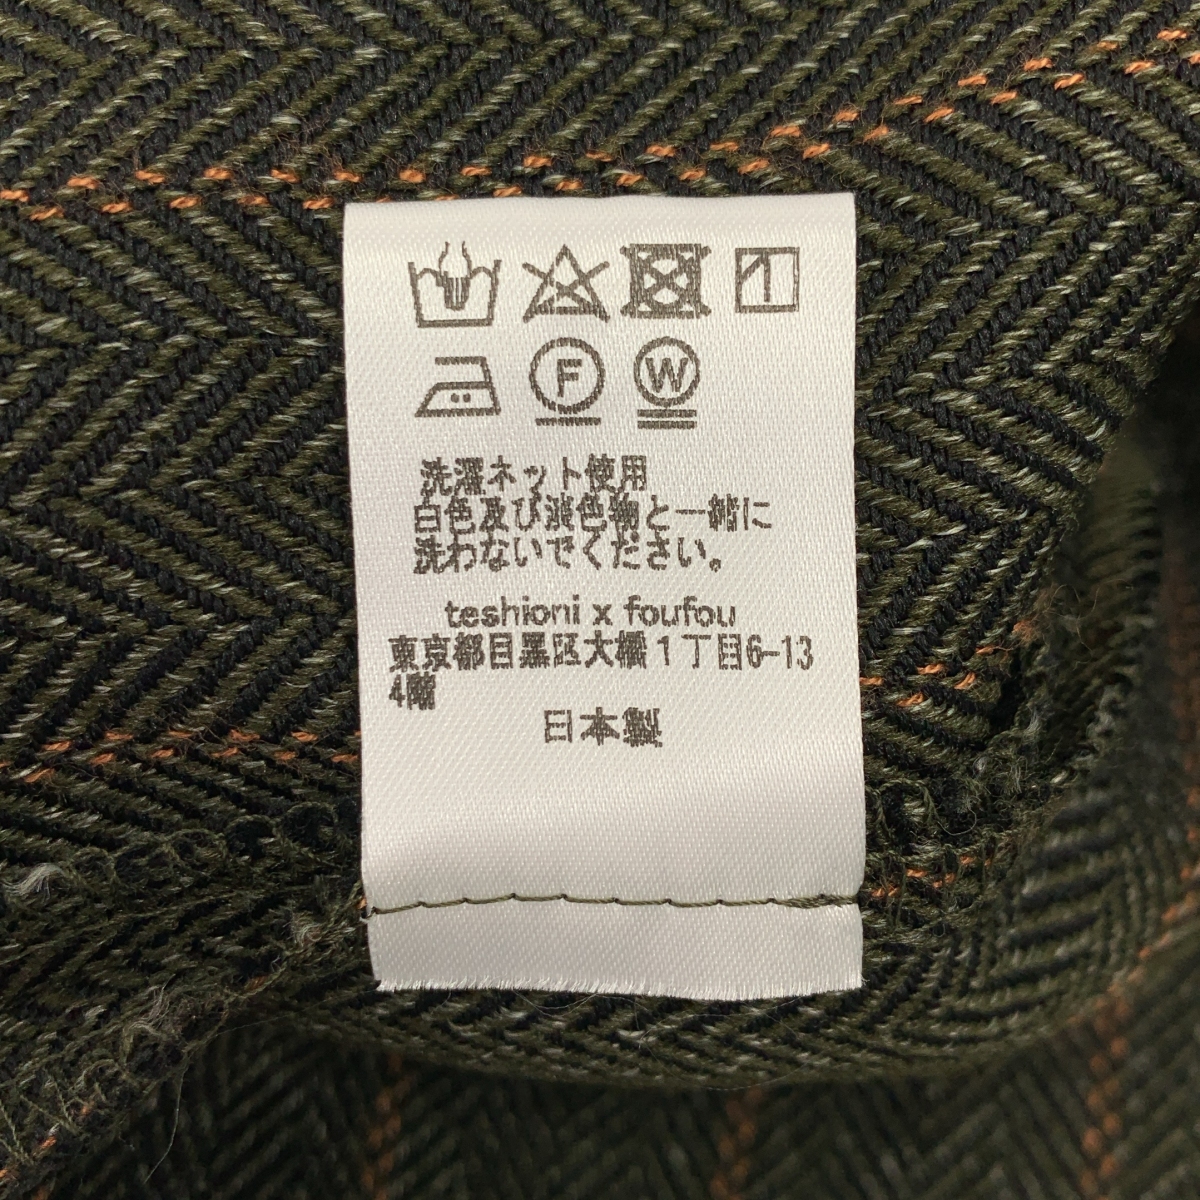 F W
洗濯ネット使用
白色及び淡色物と一緒に
洗わないでください。
teshioni x foufou
東京都目黒区大橋1丁目6-13
4階
日本製